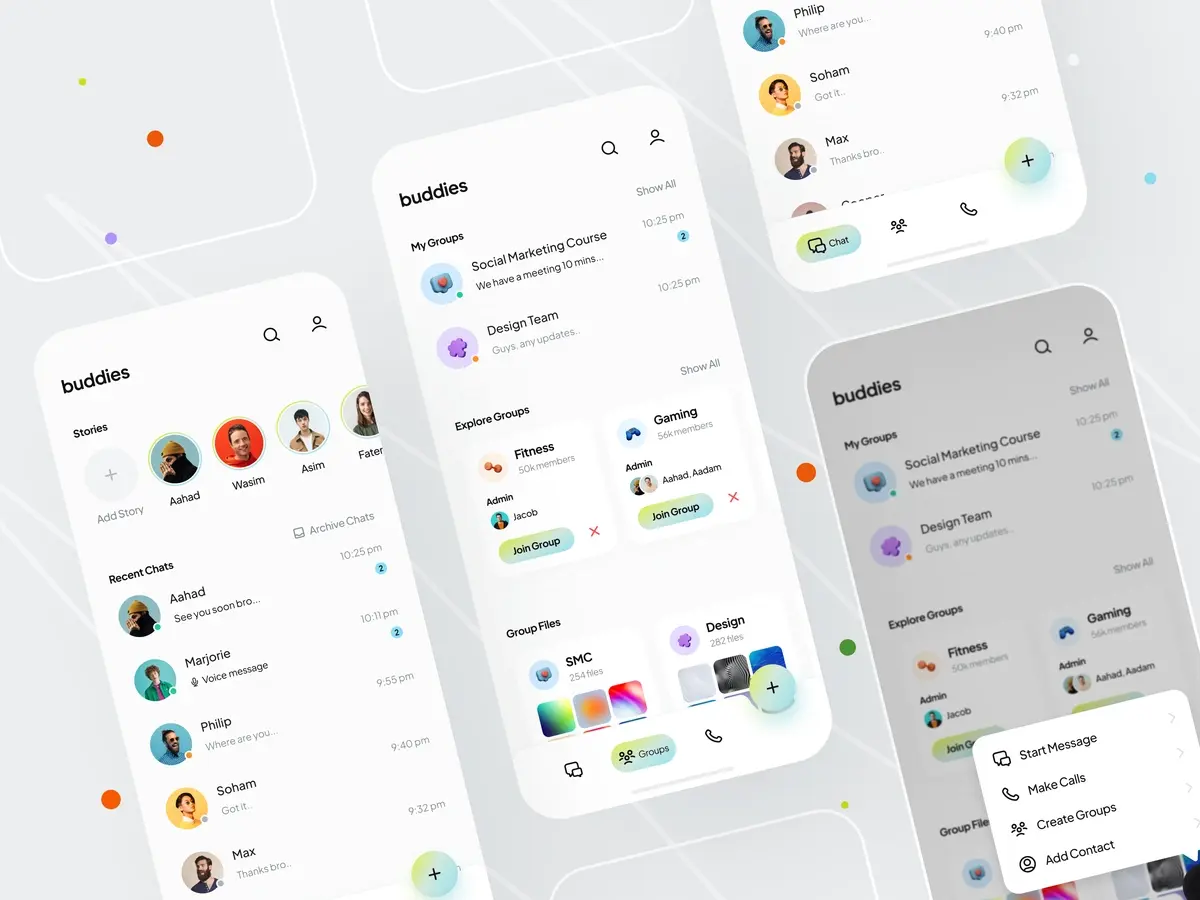 buddies
Stories
Add Story
Aahad
Wasim
Asim
Archive Chats
Recent Chats
Aahad
See you soon bro...
10:25 pm
2
Marjorie
Voice message
10:11 pm
2
Philip
Where are you...
9:55 pm
Soham
Got it..
9:40 pm
Max
Thanks bro..
9:32 pm
buddies
My Groups
Show All
Social Marketing Course
We have a meeting 10 mins...
10:25 pm
2
Design Team
Guys, any updates..
10:25 pm
Explore Groups
Show All
Fitness
50k members
Admin
Jacob
Join Group
Gaming
56k members
Admin
Aahad, Aadam
Join Group
Group Files
SMC
254 files
Design
282 files
Groups
Philip
Where are you...
Soham
Got it..
9:40 pm
Max
Thanks bro..
9:32 pm
Chat
buddies
My Groups
Show All
Social Marketing Course
We have a meeting 10 mins...
10:25 pm
2
Design Team
Guys, any updates..
10:25 pm
Explore Groups
Show All
Fitness
50k members
Admin
Jacob
Gaming
56k members
Admin
Aahad, Aadam
Start Message
Make Calls
Create Groups
Add Contact